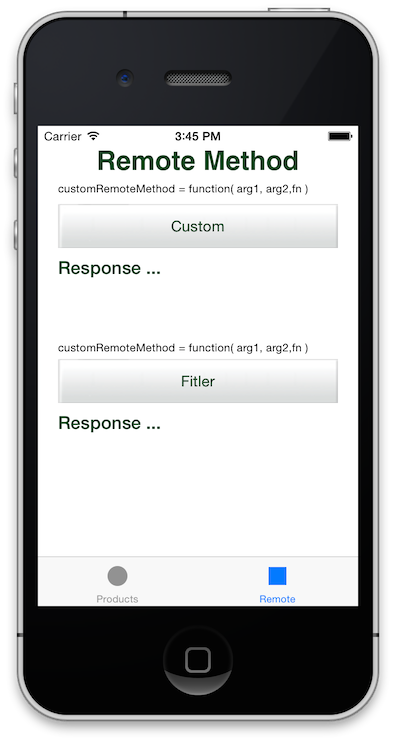 Carrier 3:45 PM
Remote Method
customRemoteMethod = function( arg1, arg2,fn )
Custom
Response ...
customRemoteMethod = function( arg1, arg2,fn )
Fitler
Response ...
Products Remote